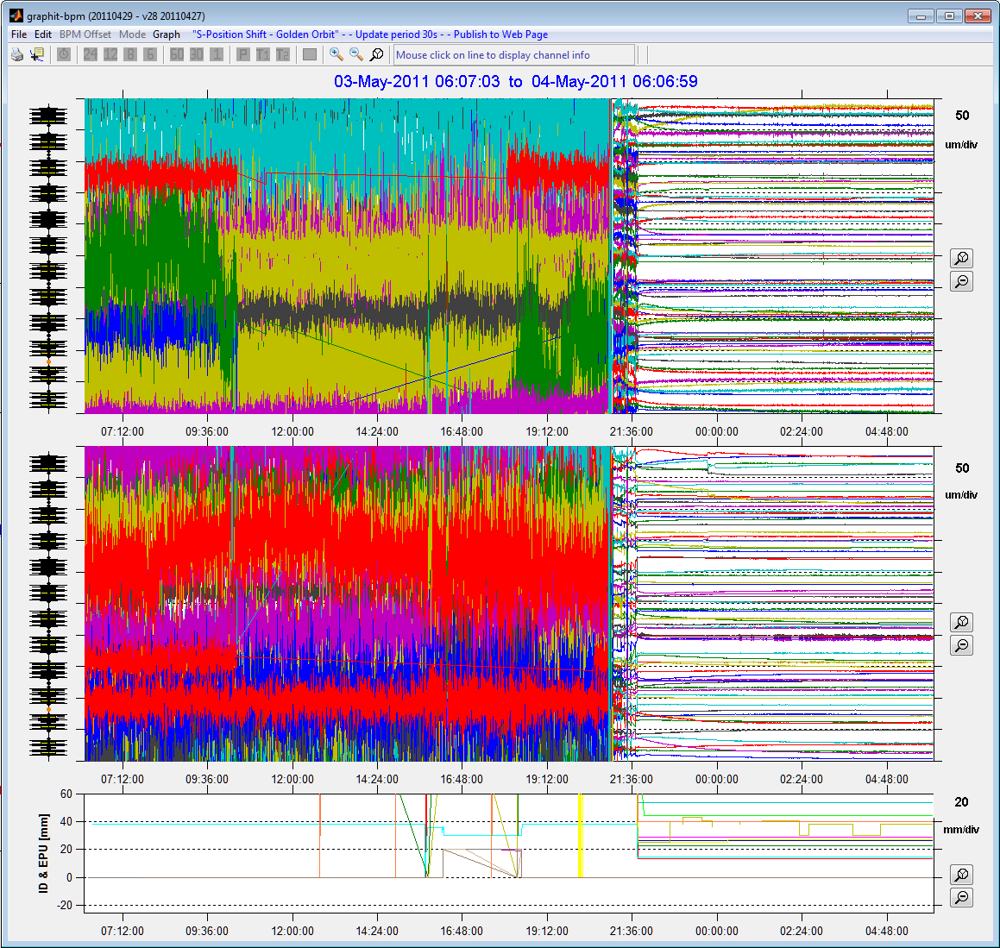 graphit-bpm (20110429 - v28 20110427)
File Edit BPM Offset Mode Graph "S-Position Shift - Golden Orbit" - - Update period 30s - - Publish to Web Page
24 12 8 6 60 30 1 P T1 T2 Mouse click on line to display channel info
03-May-2011 06:07:03 to 04-May-2011 06:06:59
50
um/div
07:12:00 09:36:00 12:00:00 14:24:00 16:48:00 19:12:00 21:36:00 00:00:00 02:24:00 04:48:00
50
um/div
07:12:00 09:36:00 12:00:00 14:24:00 16:48:00 19:12:00 21:36:00 00:00:00 02:24:00 04:48:00
ID & EPU [mm]
60
40
20
0
-20
20
mm/div
07:12:00 09:36:00 12:00:00 14:24:00 16:48:00 19:12:00 21:36:00 00:00:00 02:24:00 04:48:00